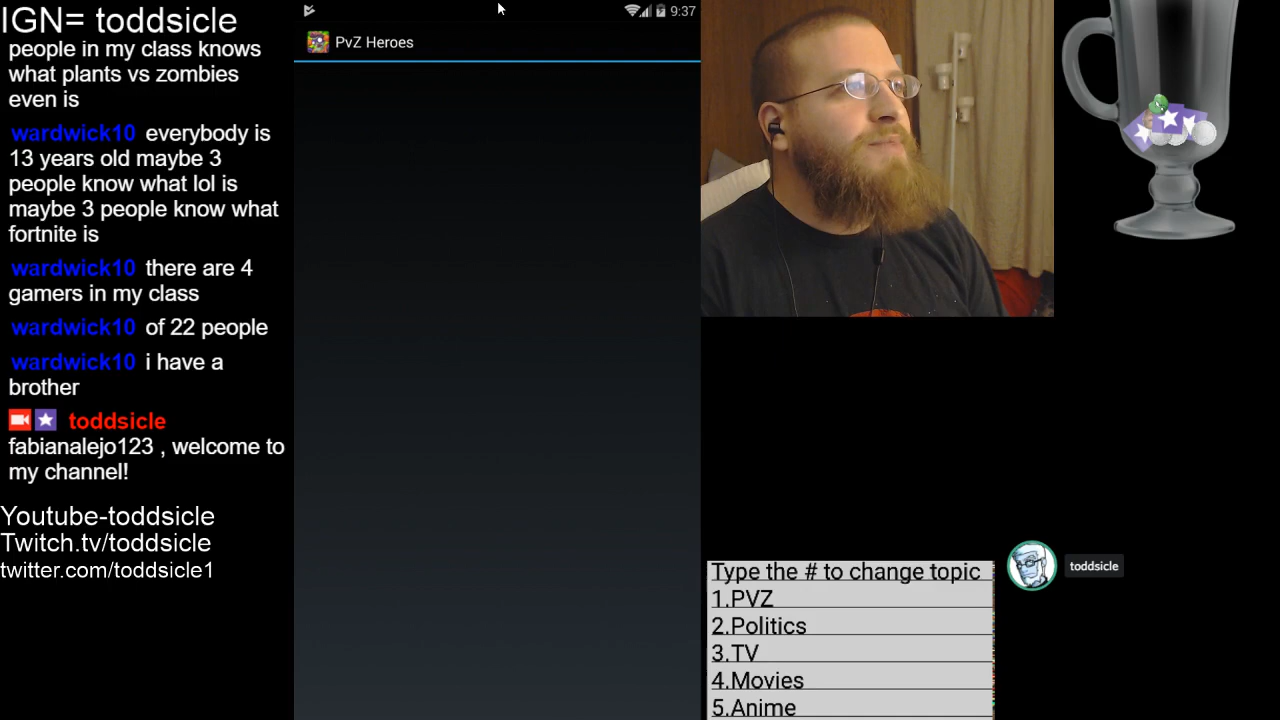 IGN= toddsicle
people in my class knows
what plants vs zombies
even is
wardwick10 everybody is
13 years old maybe 3
people know what lol is
maybe 3 people know what
fortnite is
wardwick10 there are 4
gamers in my class
wardwick10 of 22 people
wardwick10 i have a
brother
toddsicle
fabianalejo123 , welcome to
my channel!
Youtube-toddsicle
Twitch.tv/toddsicle
twitter.com/toddsicle1
9:37
PvZ Heroes
Type the # to change topic
1.PVZ
2.Politics
3.TV
4.Movies
5.Anime
toddsicle